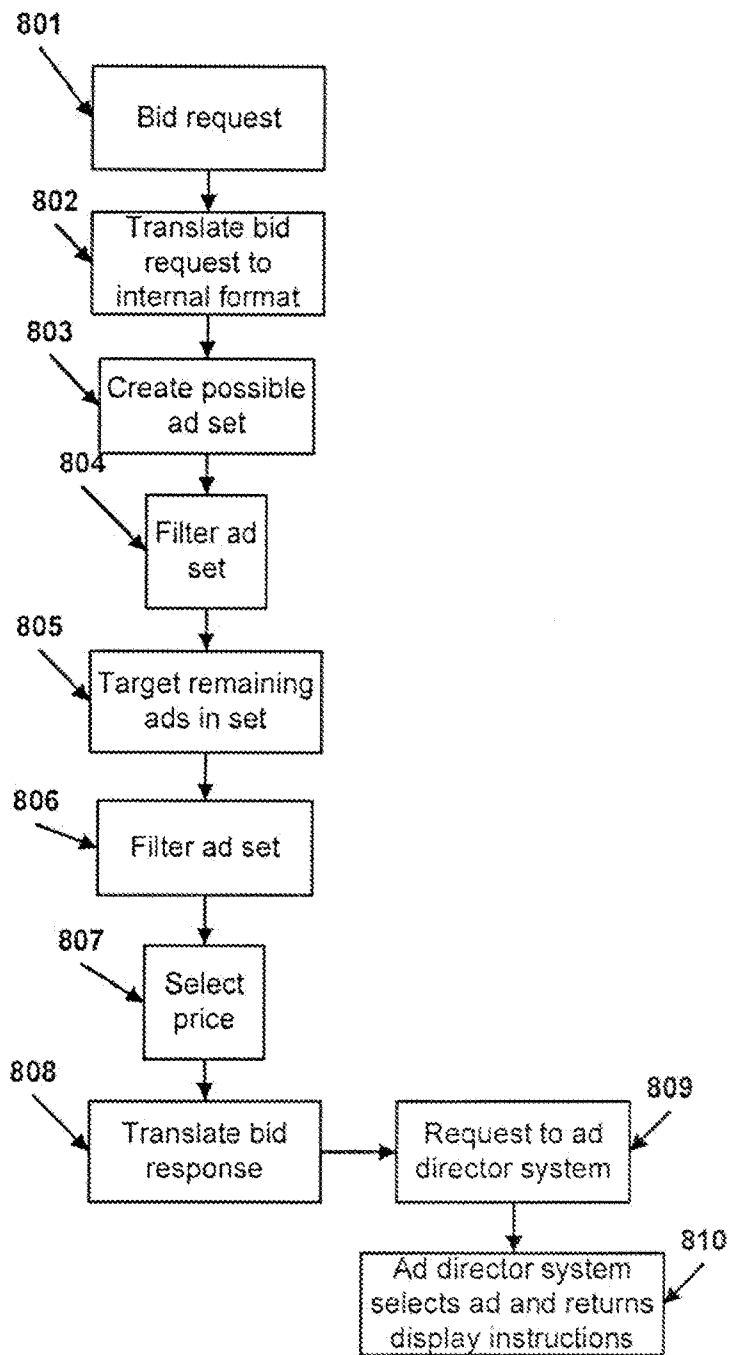 801
Bid request
802
Translate bid
request to
internal format
803
Create possible
ad set
804
Filter ad
set
805
Target remaining
ads in set
806
Filter ad set
807
Select
price
808
Translate bid
response
809
Request to ad
director system
810
Ad director system
selects ad and returns
display instructions